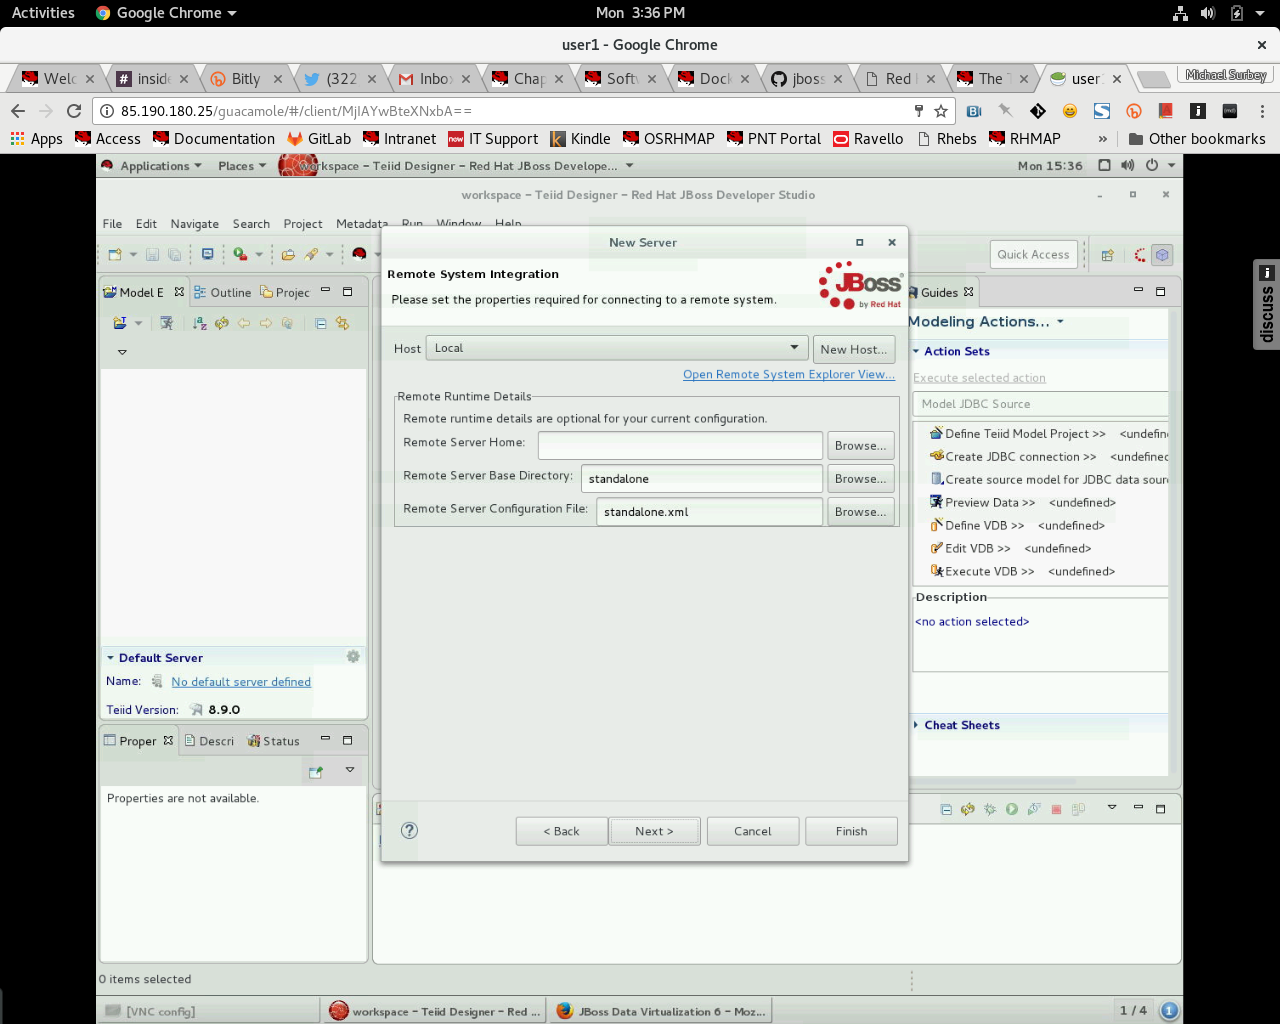 Activities Google Chrome Mon 3:36 PM
user1 - Google Chrome
Welc inside Bitly (322 Inbo Chap Softv Dock jboss Red The T user Michael Surbey
85.190.180.25/guacamole/#/client/MjIAYwBteXNxbA==
Apps Access Documentation GitLab Intranet IT Support Kindle OSRHMAP PNT Portal Ravello Rhebs RHMAP » Other bookmarks
Applications Places workspace - Teiid Designer - Red Hat JBoss Develope... Mon 15:36
workspace - Teiid Designer - Red Hat JBoss Developer Studio
File Edit Navigate Search Project Metadata Run Window Help
Quick Access
New Server
Remote System Integration
Please set the properties required for connecting to a remote system.
JBoss
by Red Hat
Host Local New Host...
Open Remote System Explorer View...
Remote Runtime Details
Remote runtime details are optional for your current configuration.
Remote Server Home: Browse...
Remote Server Base Directory: standalone Browse...
Remote Server Configuration File: standalone.xml Browse...
< Back Next > Cancel Finish
Model E Outline Projec
Default Server
Name: No default server defined
Teiid Version: 8.9.0
Proper Descri Status
Properties are not available.
Guides
Modeling Actions...
Action Sets
Execute selected action
Model JDBC Source
Define Teiid Model Project >> <undefin
Create JDBC connection >> <undefin
Create source model for JDBC data sour
Preview Data >> <undefined>
Define VDB >> <undefined>
Edit VDB >> <undefined>
Execute VDB >> <undefined>
Description
<no action selected>
Cheat Sheets
discuss
0 items selected
[VNC config] workspace - Teiid Designer - Red ... JBoss Data Virtualization 6 - Moz... 1 / 4 1